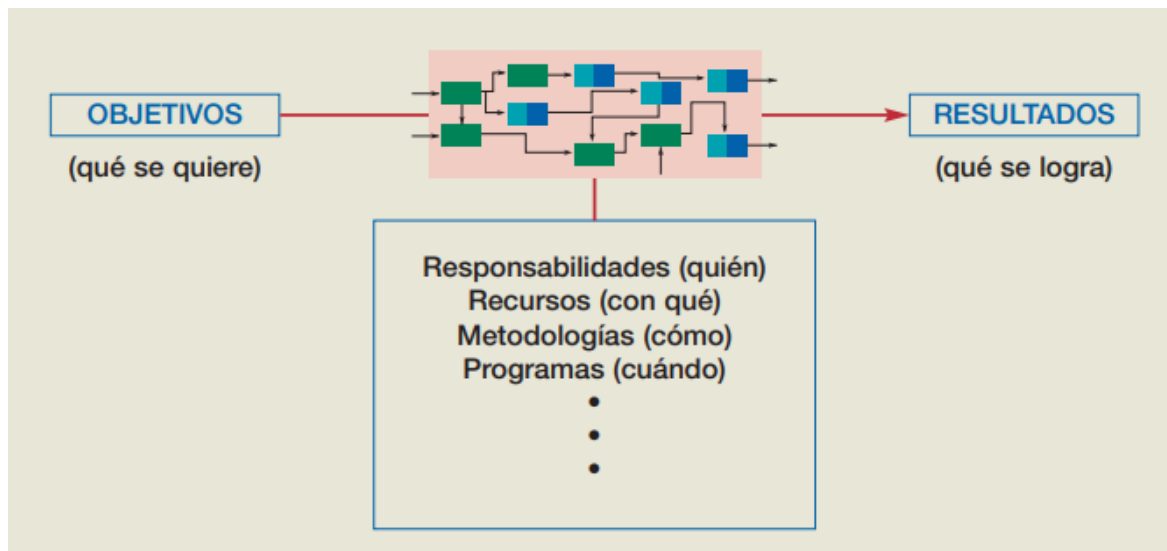 OBJETIVOS
(qué se quiere)
RESULTADOS
(qué se logra)
Responsabilidades (quién)
Recursos (con qué)
Metodologías (cómo)
Programas (cuándo)
•
•
•